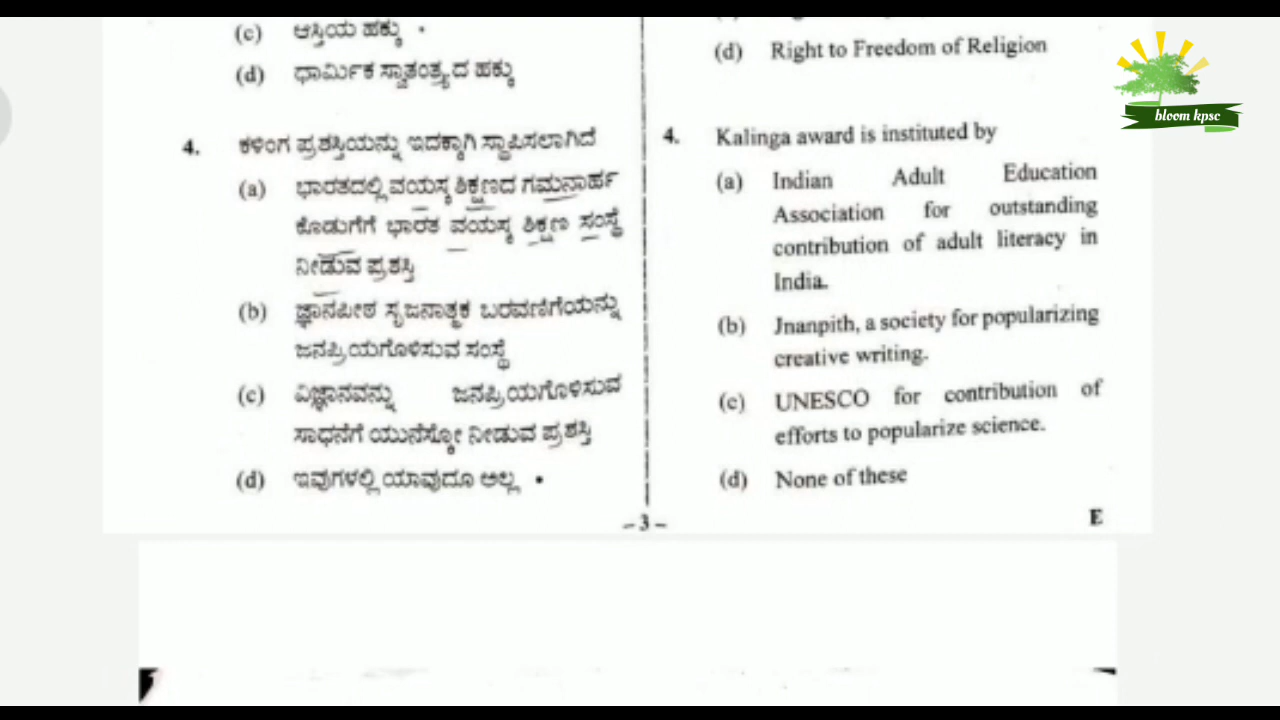 (c) ಆಸ್ತಿಯ ಹಕ್ಕು
(d) ಧಾರ್ಮಿಕ ಸ್ವಾತಂತ್ರ್ಯದ ಹಕ್ಕು
4. ಕಳಿಂಗ ಪ್ರಶಸ್ತಿಯನ್ನು ಇದಕ್ಕಾಗಿ ಸ್ಥಾಪಿಸಲಾಗಿದೆ
(a) ಭಾರತದಲ್ಲಿ ವಯಸ್ಕ ಶಿಕ್ಷಣದ ಗಮನಾರ್ಹ
ಕೊಡುಗೆಗೆ ಭಾರತ ವಯಸ್ಕ ಶಿಕ್ಷಣ ಸಂಸ್ಥೆ
ನೀಡುವ ಪ್ರಶಸ್ತಿ
(b) ಜ್ಞಾನಪೀಠ ಸೃಜನಾತ್ಮಕ ಬರವಣಿಗೆಯನ್ನು
ಜನಪ್ರಿಯಗೊಳಿಸುವ ಸಂಸ್ಥೆ
(c) ವಿಜ್ಞಾನವನ್ನು ಜನಪ್ರಿಯಗೊಳಿಸುವ
ಸಾಧನೆಗೆ ಯುನೆಸ್ಕೋ ನೀಡುವ ಪ್ರಶಸ್ತಿ
(d) ಇವುಗಳಲ್ಲಿ ಯಾವುದೂ ಅಲ್ಲ
(d) Right to Freedom of Religion
4. Kalinga award is instituted by
(a) Indian Adult Education
Association for outstanding
contribution of adult literacy in
India.
(b) Jnanpith, a society for popularizing
creative writing.
(c) UNESCO for contribution of
efforts to popularize science.
(d) None of these
-3-
E
bloom kpsc